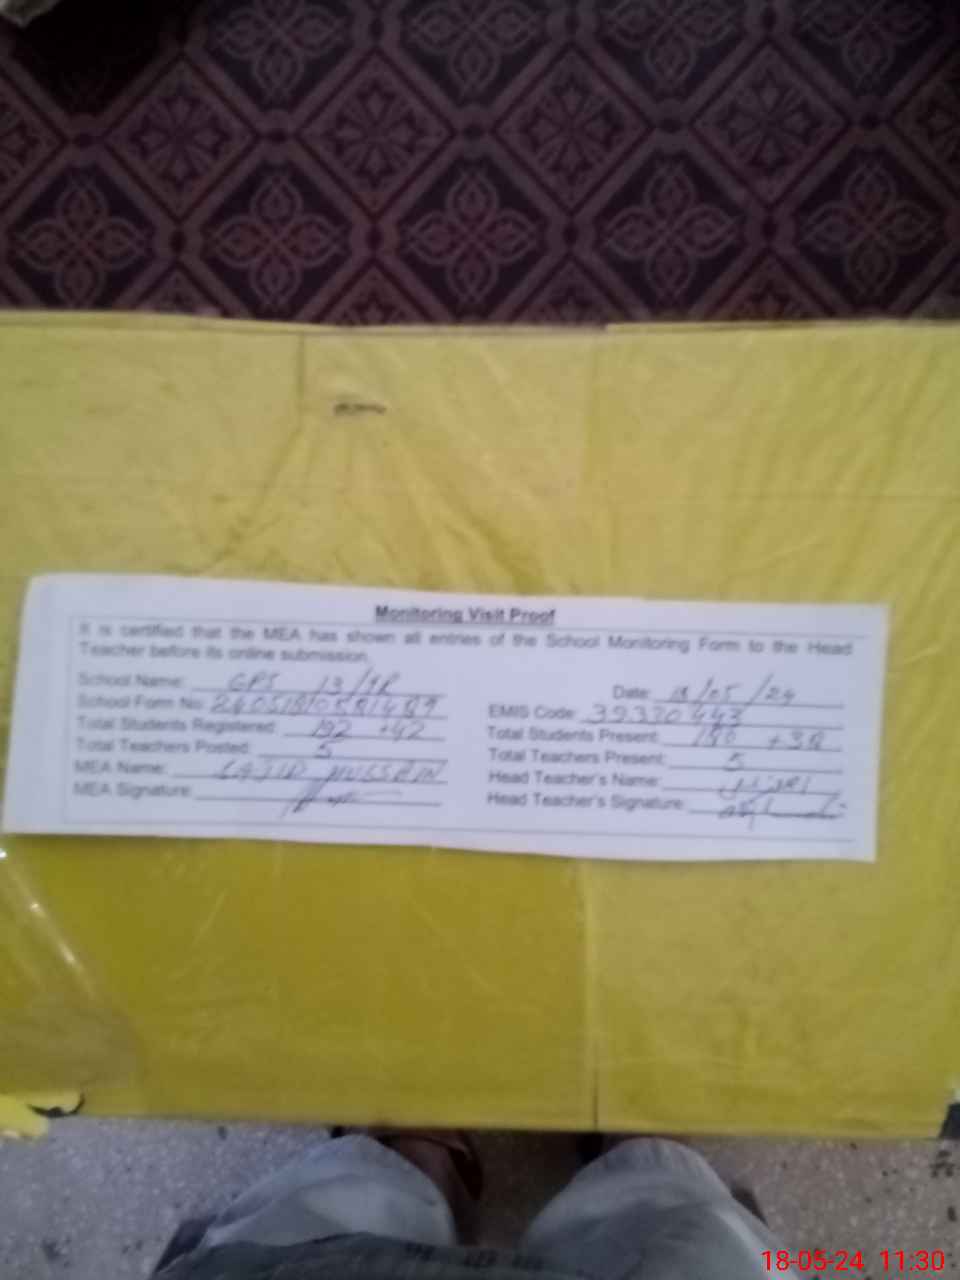 Monitoring Visit Proof
It is certified that the MEA has shown all entries of the School Monitoring Form to the Head
Teacher before its online submission.
School Name: GPS 13/9R Date: 18/05/24
School Form No: EMIS Code: 39330443
Total Students Registered: 192 +42 Total Students Present: 180 +38
Total Teachers Posted: 5 Total Teachers Present: 5
MEA Name: SAJID HUSSAIN Head Teacher's Name:
MEA Signature: Head Teacher's Signature:
18-05-24 11:30